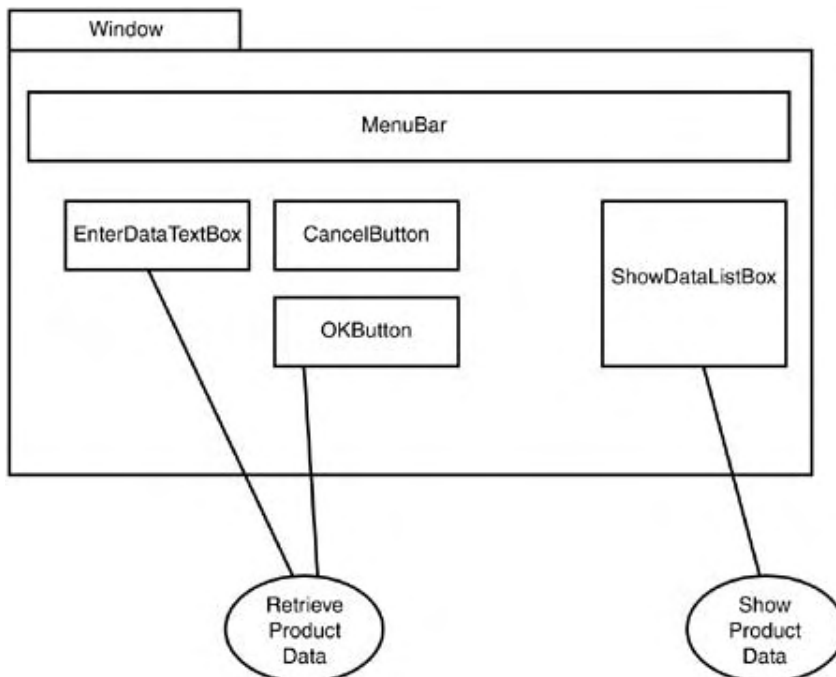 Window
MenuBar
EnterDataTextBox
CancelButton
ShowDataListBox
OKButton
Retrieve
Product
Data
Show
Product
Data